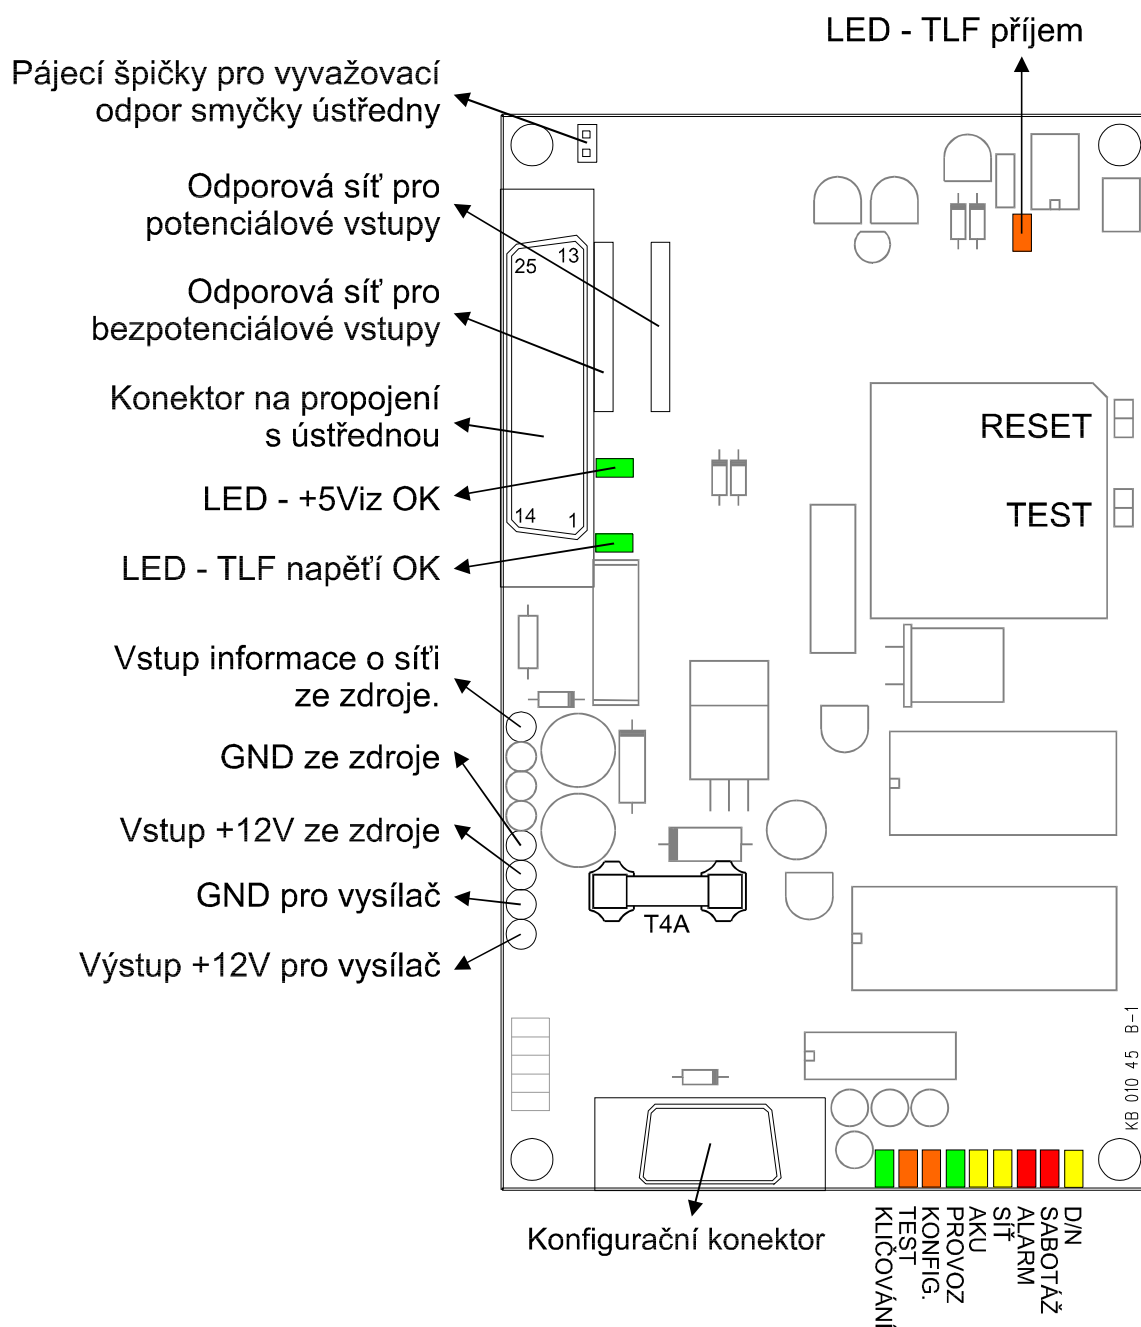 LED - TLF příjem
Pájecí špičky pro vyvažovací
odpor smyčky ústředny
Odporová síť pro
potenciálové vstupy
Odporová síť pro
bezpotenciálové vstupy
Konektor na propojení
s ústřednou
LED - +5Viz OK
LED - TLF napěťí OK
25
13
14
1
RESET
TEST
Vstup informace o síťi
ze zdroje.
GND ze zdroje
Vstup +12V ze zdroje
GND pro vysílač
Výstup +12V pro vysílač
T4A
KB 010 45 B-1
Konfigurační konektor
KLIČOVÁNÍ
TEST
KONFIG.
PROVOZ
AKU
SÍŤ
ALARM
SABOTÁŽ
D/N